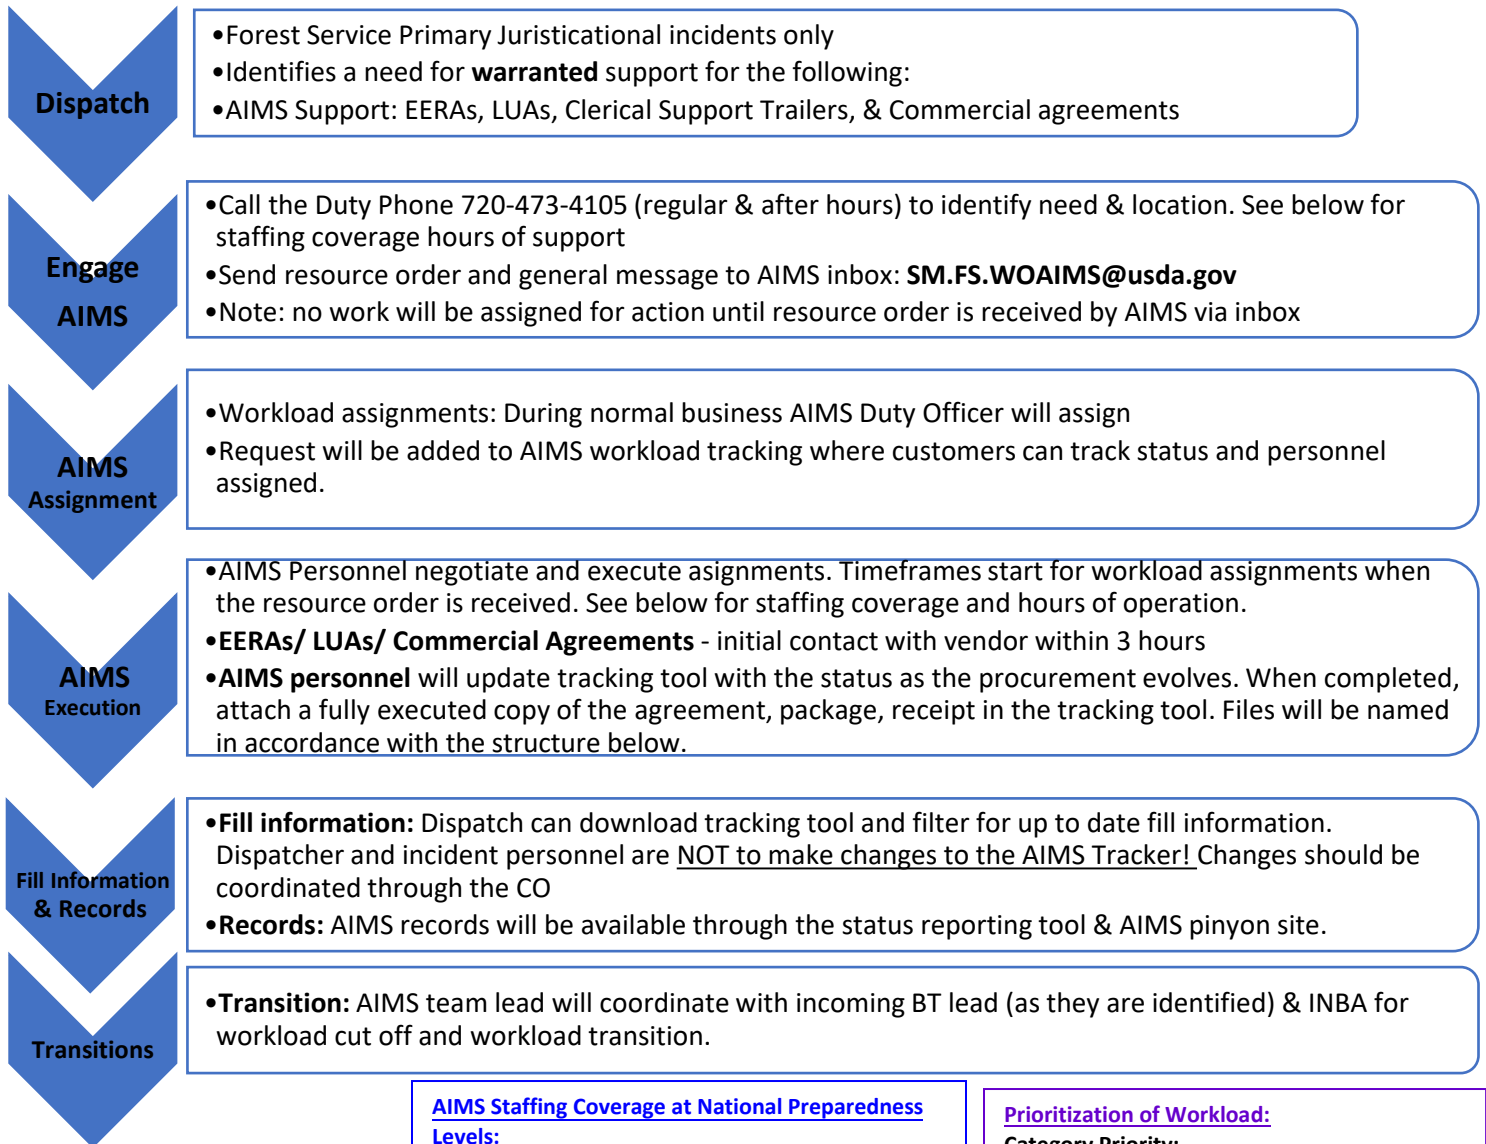 Dispatch
•Forest Service Primary Juristicational incidents only
•Identifies a need for warranted support for the following:
•AIMS Support: EERAs, LUAs, Clerical Support Trailers, & Commercial agreements
Engage
AIMS
•Call the Duty Phone 720-473-4105 (regular & after hours) to identify need & location. See below for
staffing coverage hours of support
•Send resource order and general message to AIMS inbox: SM.FS.WOAIMS@usda.gov
•Note: no work will be assigned for action until resource order is received by AIMS via inbox
AIMS
Assignment
•Workload assignments: During normal business AIMS Duty Officer will assign
•Request will be added to AIMS workload tracking where customers can track status and personnel
assigned.
AIMS
Execution
•AIMS Personnel negotiate and execute asignments. Timeframes start for workload assignments when
the resource order is received. See below for staffing coverage and hours of operation.
•EERAs/ LUAs/ Commercial Agreements - initial contact with vendor within 3 hours
•AIMS personnel will update tracking tool with the status as the procurement evolves. When completed,
attach a fully executed copy of the agreement, package, receipt in the tracking tool. Files will be named
in accordance with the structure below.
Fill Information
& Records
•Fill information: Dispatch can download tracking tool and filter for up to date fill information.
Dispatcher and incident personnel are NOT to make changes to the AIMS Tracker! Changes should be
coordinated through the CO
•Records: AIMS records will be available through the status reporting tool & AIMS pinyon site.
Transitions
•Transition: AIMS team lead will coordinate with incoming BT lead (as they are identified) & INBA for
workload cut off and workload transition.
AIMS Staffing Coverage at National Preparedness
Levels:
Prioritization of Workload:
Category Priority: